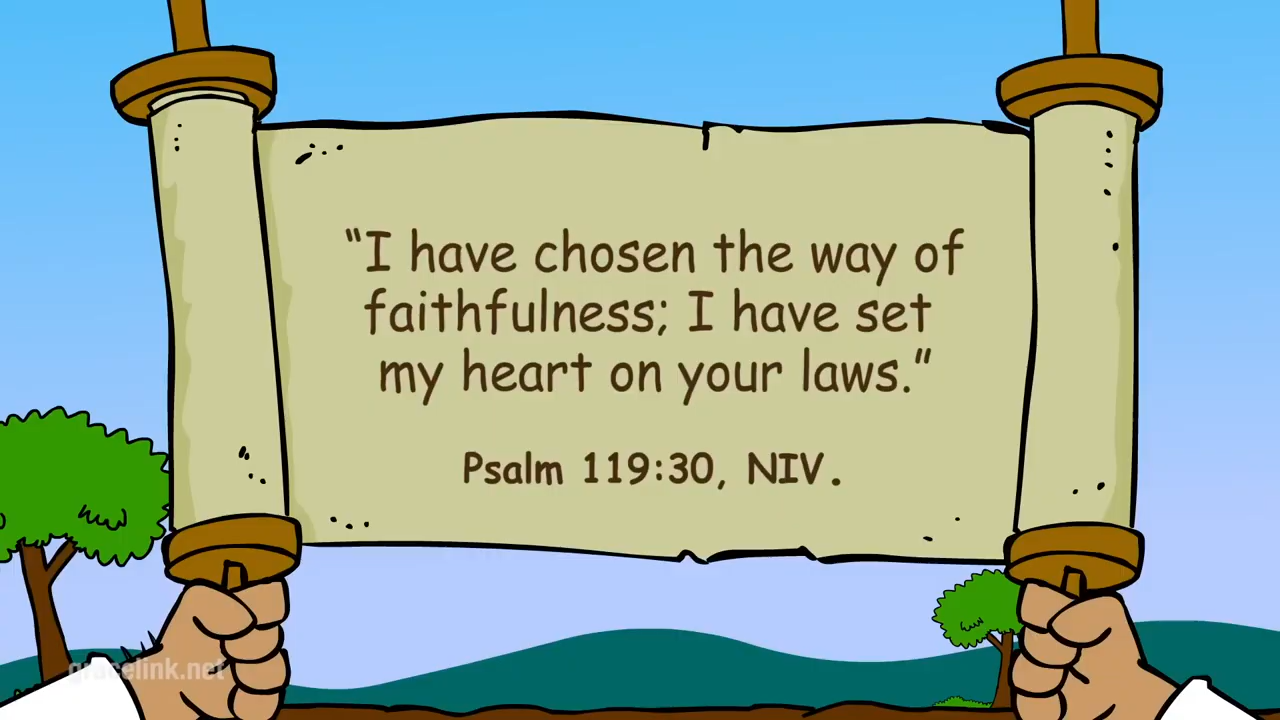 “I have chosen the way of
faithfulness; I have set
my heart on your laws.”
Psalm 119:30, NIV.
gracelink.net